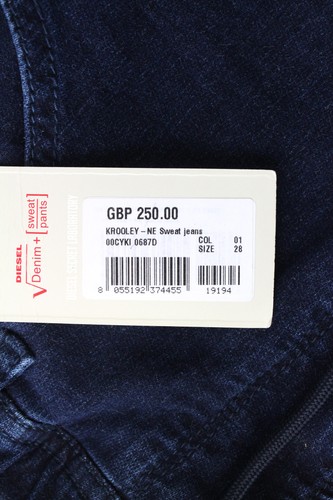 DIESEL
√Denim+[sweat pants]
GBP 250.00
KROOLEY-NE Sweat jeans
00CYKI 0687D COL 01
SIZE 28
8 055192 374455 19194